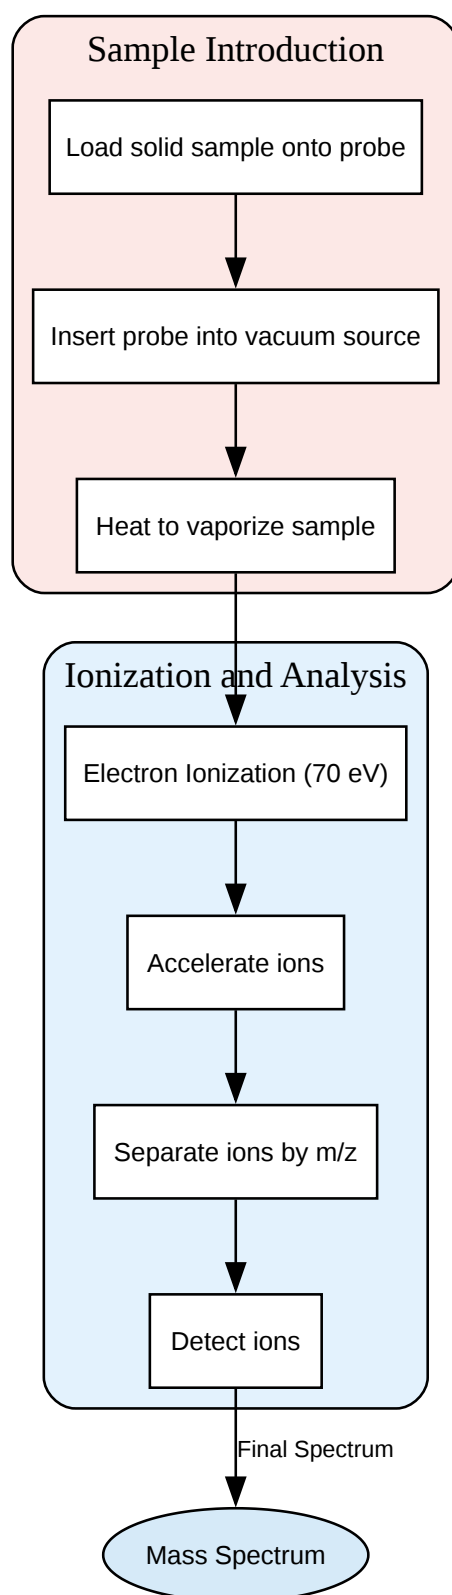 Sample Introduction
Load solid sample onto probe
Insert probe into vacuum source
Heat to vaporize sample
Ionization and Analysis
Electron Ionization (70 eV)
Accelerate ions
Separate ions by m/z
Detect ions
Final Spectrum
Mass Spectrum